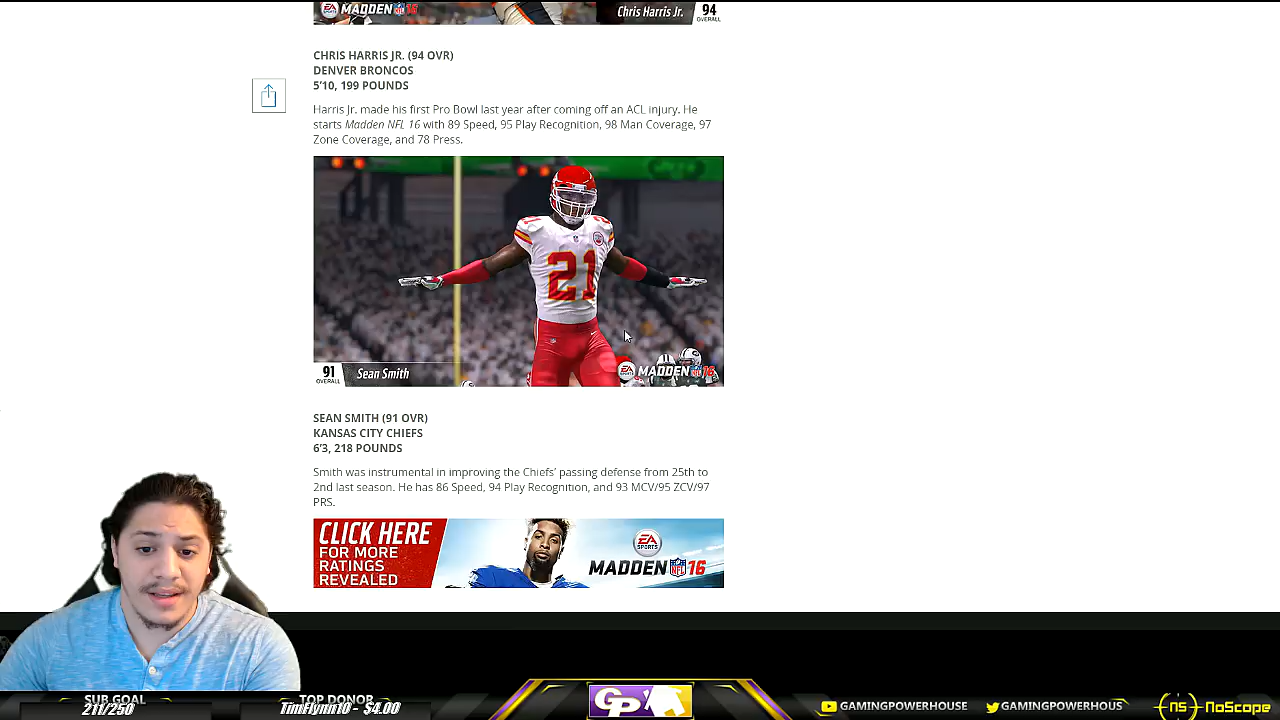 EA SPORTS MADDEN NFL 16 Chris Harris Jr. 94 OVERALL
CHRIS HARRIS JR. (94 OVR)
DENVER BRONCOS
5'10, 199 POUNDS
Harris Jr. made his first Pro Bowl last year after coming off an ACL injury. He
starts Madden NFL 16 with 89 Speed, 95 Play Recognition, 98 Man Coverage, 97
Zone Coverage, and 78 Press.
21
91 OVERALL Sean Smith EA SPORTS MADDEN NFL 16
SEAN SMITH (91 OVR)
KANSAS CITY CHIEFS
6'3, 218 POUNDS
Smith was instrumental in improving the Chiefs' passing defense from 25th to
2nd last season. He has 86 Speed, 94 Play Recognition, and 93 MCV/95 ZCV/97
PRS.
CLICK HERE
FOR MORE
RATINGS
REVEALED
EA SPORTS
MADDEN NFL 16
SUB GOAL
211/250
TOP DONOR
TimFlynn10 - $4.00
GP
GAMINGPOWERHOUSE
GAMINGPOWERHOUS
NS NoScope